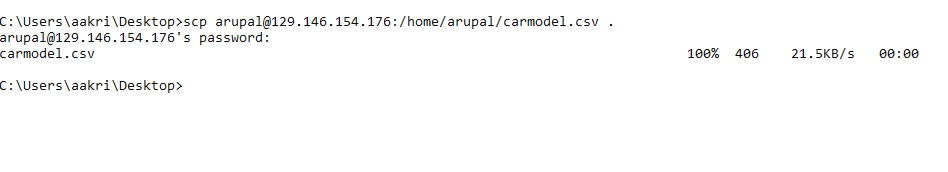 C:\Users\aakri\Desktop>scp arupal@129.146.154.176:/home/arupal/carmodel.csv .
arupal@129.146.154.176's password:
carmodel.csv 100% 406 21.5KB/s 00:00
C:\Users\aakri\Desktop>